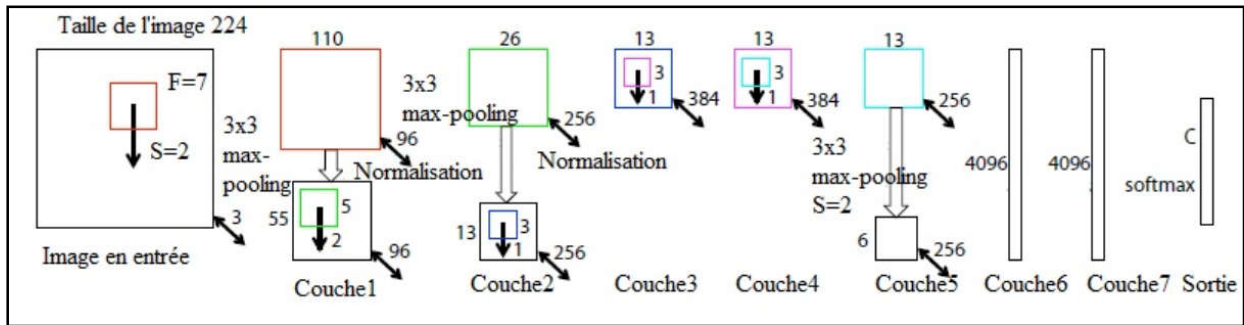 Taille de l'image 224
F=7
S=2
3
Image en entrée
110
3x3
max-
pooling
96
Normalisation
55
5
2
96
Couche1
26
3x3
max-pooling
256
Normalisation
13
3
1
256
Couche2
13
3
1
384
Couche3
13
3
1
384
Couche4
13
256
3x3
max-pooling
S=2
6
256
Couche5
4096
Couche6
4096
Couche7
C
softmax
Sortie